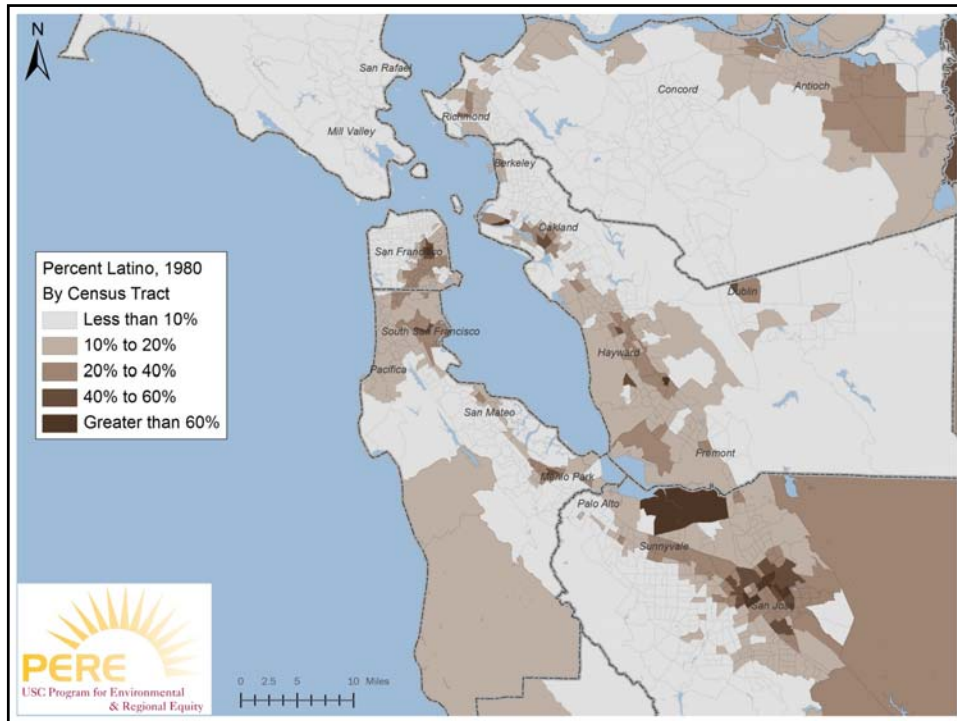 N
San Rafael
Concord
Antioch
Richmond
Mill Valley
Berkeley
Oakland
San Francisco
Percent Latino, 1980
By Census Tract
Less than 10%
10% to 20%
20% to 40%
40% to 60%
Greater than 60%
Dublin
South San Francisco
Hayward
Pacifica
San Mateo
Fremont
Menlo Park
Palo Alto
Sunnyvale
San Jose
PERE
USC Program for Environmental
& Regional Equity
0 2.5 5 10 Miles